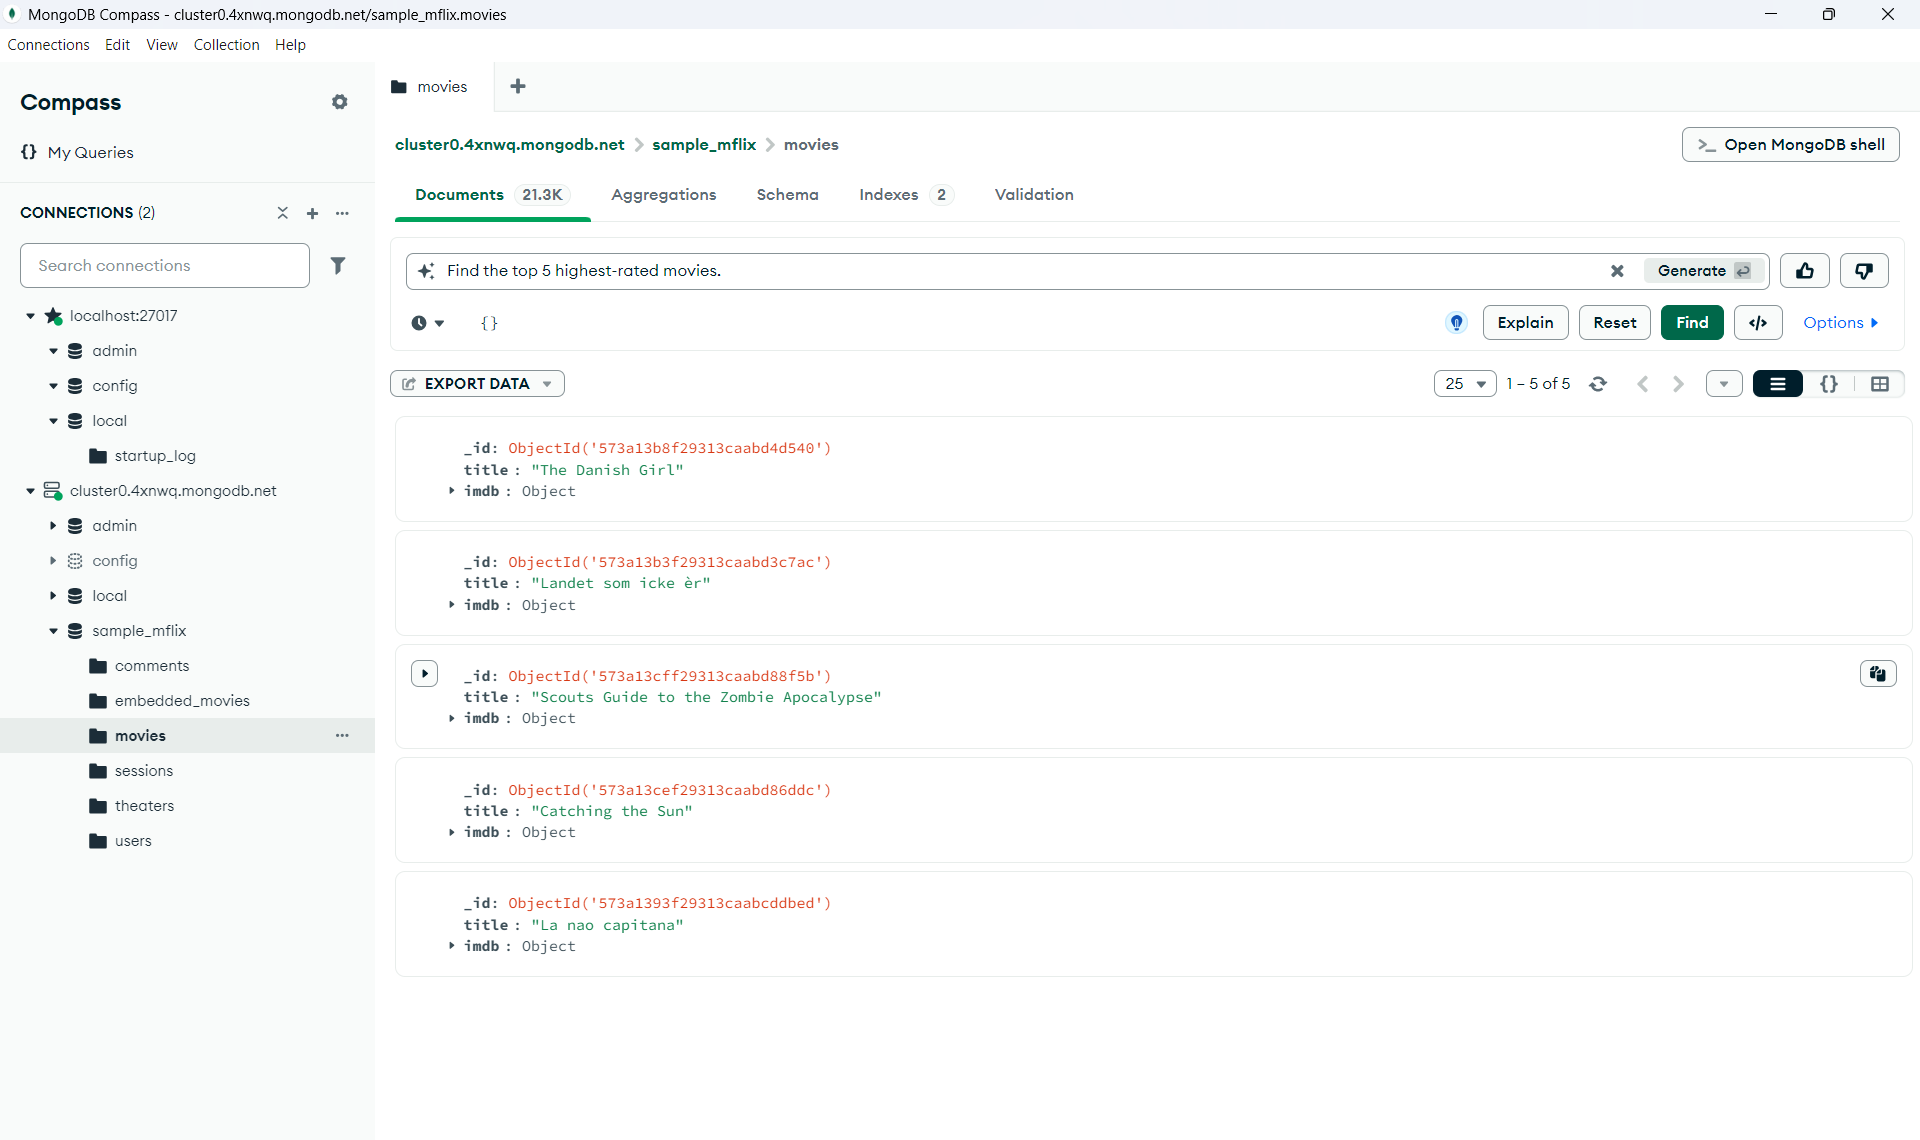 MongoDB Compass - cluster0.4xnwq.mongodb.net/sample_mflix.movies
Connections Edit View Collection Help
Compass
{} My Queries
CONNECTIONS (2)
Search connections
localhost:27017
admin
config
local
startup_log
cluster0.4xnwq.mongodb.net
admin
config
local
sample_mflix
comments
embedded_movies
movies
sessions
theaters
users
movies
cluster0.4xnwq.mongodb.net > sample_mflix > movies
>_ Open MongoDB shell
Documents 21.3K Aggregations Schema Indexes 2 Validation
Find the top 5 highest-rated movies.
Generate
{}
Explain Reset Find </> Options
EXPORT DATA
25 1 – 5 of 5
{}
_id: ObjectId('573a13b8f29313caabd4d540')
title : "The Danish Girl"
imdb : Object
_id: ObjectId('573a13b3f29313caabd3c7ac')
title : "Landet som icke èr"
imdb : Object
_id: ObjectId('573a13cff29313caabd88f5b')
title : "Scouts Guide to the Zombie Apocalypse"
imdb : Object
_id: ObjectId('573a13cef29313caabd86ddc')
title : "Catching the Sun"
imdb : Object
_id: ObjectId('573a1393f29313caabcddbed')
title : "La nao capitana"
imdb : Object